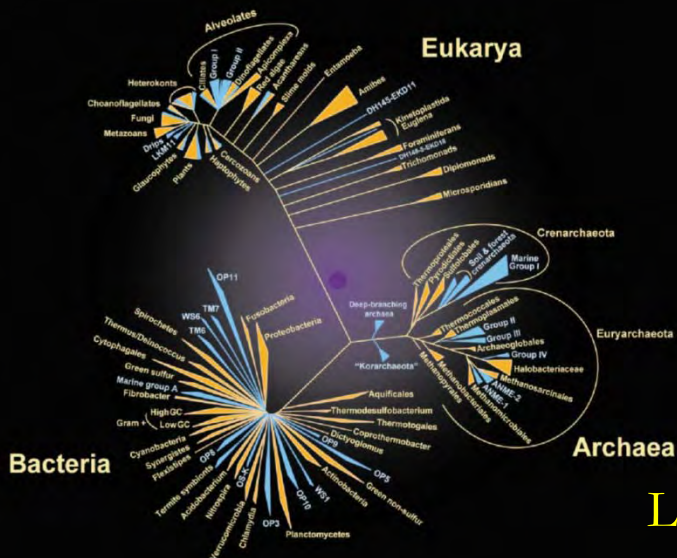 Alveolates
Eukarya
Ciliates
Group I
Group II
Dinoflagellates
Apicomplexa
Red algae
Acanthareans
Slime molds
Entamoeba
Amibes
DH145-EKD11
Kinetoplastida
Euglena
Foraminiferans
DH148-5-EKD18
Trichomonads
Diplomonads
Microsporidians
Heterokonts
Choanoflagellates
Fungi
Metazoans
Drips
LKM11
Glaucophytes
Plants
Haptophytes
Cercozoans
Crenarchaeota
Thermoproteales
Pyrodictiales
Sulfolobales
Soil & forest
crenarchaeota
Marine
Group I
Deep-branching
archaea
"Korarchaeota"
Thermococcales
Thermoplasmales
Group II
Group III
Archaeoglobales
Group IV
Halobacteriaceae
Methanosarcinales
ANME-2
ANME-1
Methanomicrobiales
Methanobacteriales
Methanopyrales
Euryarchaeota
Archaea
OP11
TM7
WS6
TM6
Fusobacteria
Proteobacteria
Spirochetes
Thermus/Deinococcus
Cytophagales
Green sulfur
Marine group A
Fibrobacter
High GC
Gram +
Low GC
Cyanobacteria
Synergistes
Flexistipes
OP8
Termite symbionts
Acidobacterium
OS-K
Nitrospira
Verrucomicrobia
Chlamydia
OP3
Planctomycetes
OP10
WS1
Actinobacteria
Green non-sulfur
OP5
OP9
Dictyoglomus
Coprothermobacter
Thermotogales
Thermodesulfobacterium
Aquificales
Bacteria
L